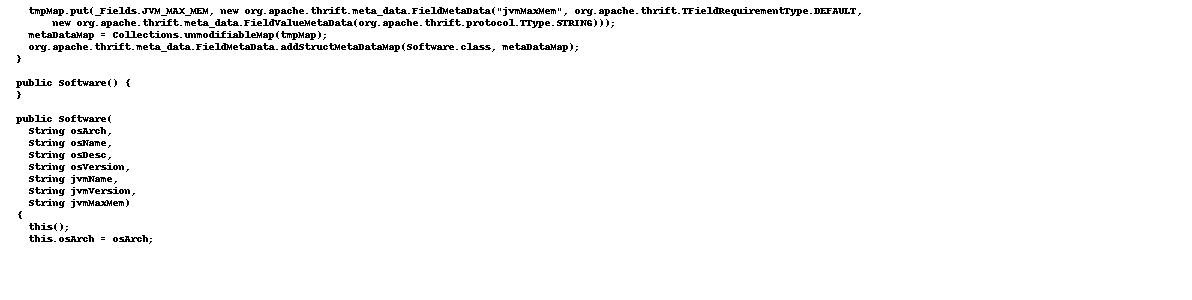 tmpMap.put(_Fields.JVM_MAX_MEM, new org.apache.thrift.meta_data.FieldMetaData("jvmMaxMem", org.apache.thrift.TFieldRequirementType.DEFAULT,
new org.apache.thrift.meta_data.FieldValueMetaData(org.apache.thrift.protocol.TType.STRING)));
metaDataMap = Collections.unmodifiableMap(tmpMap);
org.apache.thrift.meta_data.FieldMetaData.addStructMetaDataMap(Software.class, metaDataMap);
}
public Software() {
}
public Software(
String osArch,
String osName,
String osDesc,
String osVersion,
String jvmName,
String jvmVersion,
String jvmMaxMem)
{
this();
this.osArch = osArch;